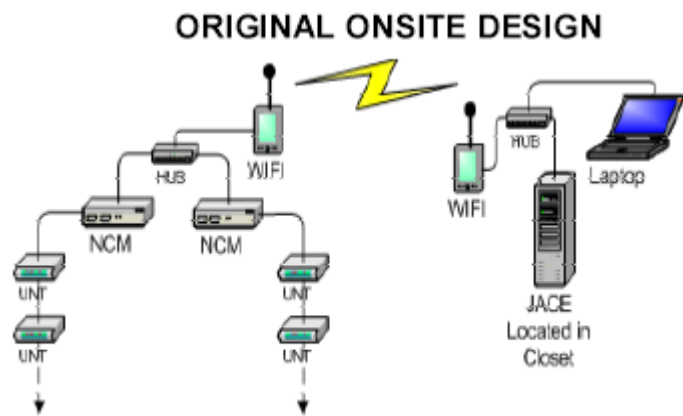 ORIGINAL ONSITE DESIGN
WIFI
HUB
NCM
NCM
UNT
UNT
UNT
UNT
HUB
WIFI
Laptop
JACE
Located in
Closet